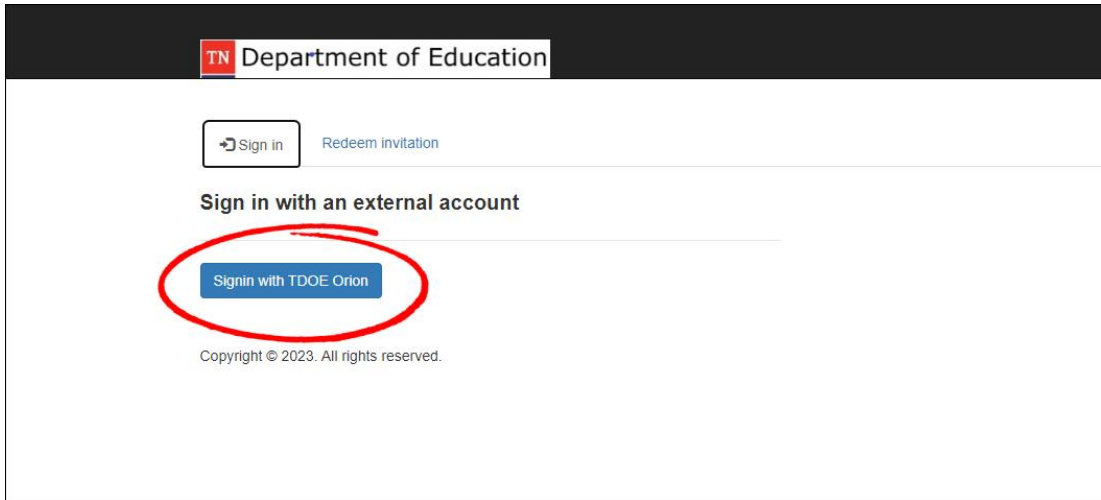 TN Department of Education
Sign in Redeem invitation
Sign in with an external account
Signin with TDOE Orion
Copyright © 2023. All rights reserved.